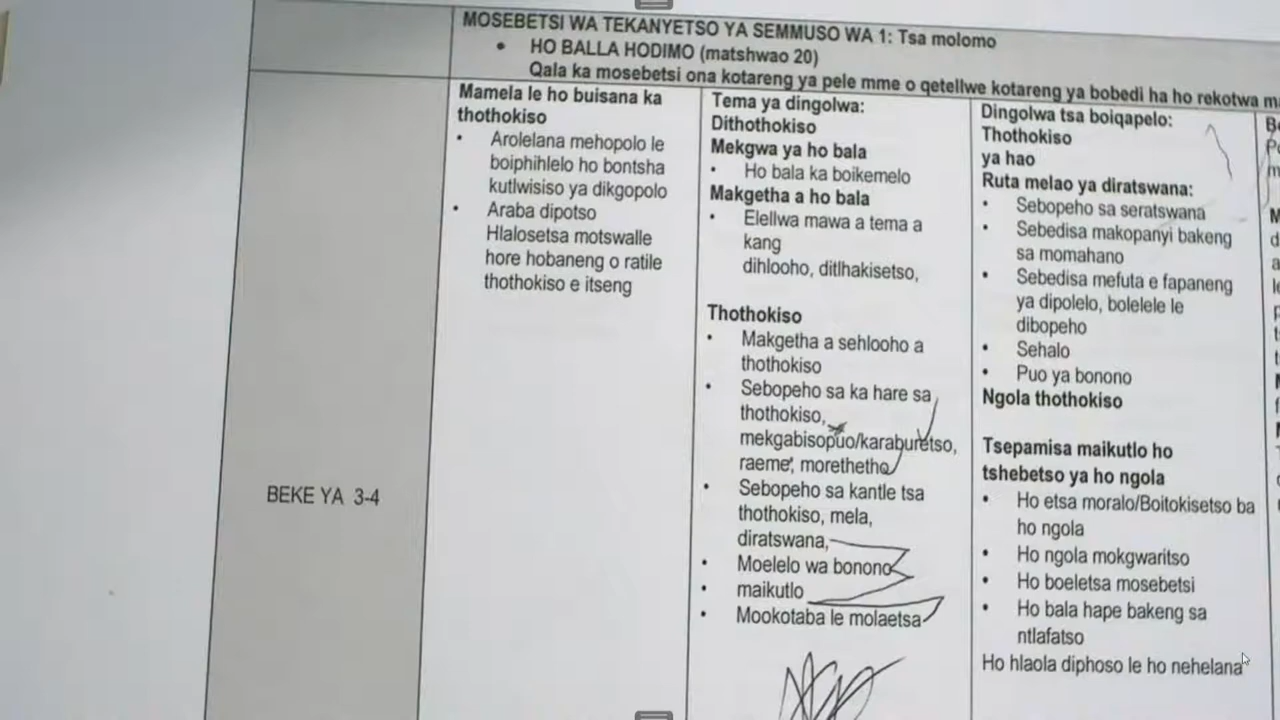 MOSEBETSI WA TEKANYETSO YA SEMMUSO WA 1: Tsa molomo
• HO BALLA HODIMO (matshwao 20)
Qala ka mosebetsi ona kotareng ya pele mme o qetellwe kotareng ya bobedi ha ho rekotwa
BEKE YA 3-4
Mamela le ho buisana ka
thothokiso
• Arolelana mehopolo le
boiphihlelo ho bontsha
kutlwisiso ya dikgopolo
• Araba dipotso
Hlalosetsa motswalle
hore hobaneng o ratile
thothokiso e itseng
Tema ya dingolwa:
Dithothokiso
Mekgwa ya ho bala
• Ho bala ka boikemelo
Makgetha a ho bala
• Elellwa mawa a tema a
kang
dihlooho, ditlhakisetso,
Thothokiso
• Makgetha a sehlooho a
thothokiso
• Sebopeho sa ka hare sa
thothokiso,
mekgabisopuo/karaburetso,
raeme, morethetho
• Sebopeho sa kantle tsa
thothokiso, mela,
diratswana,
• Moelelo wa bonono
• maikutlo
• Mookotaba le molaetsa
Dingolwa tsa boiqapelo:
Thothokiso
ya hao
Ruta melao ya diratswana:
• Sebopeho sa seratswana
• Sebedisa makopanyi bakeng
sa momahano
• Sebedisa mefuta e fapaneng
ya dipolelo, bolelele le
dibopeho
• Sehalo
• Puo ya bonono
Ngola thothokiso
Tsepamisa maikutlo ho
tshebetso ya ho ngola
• Ho etsa moralo/Boitokisetso ba
ho ngola
• Ho ngola mokgwaritso
• Ho boeletsa mosebetsi
• Ho bala hape bakeng sa
ntlafatso
Ho hlaola diphoso le ho nehelana